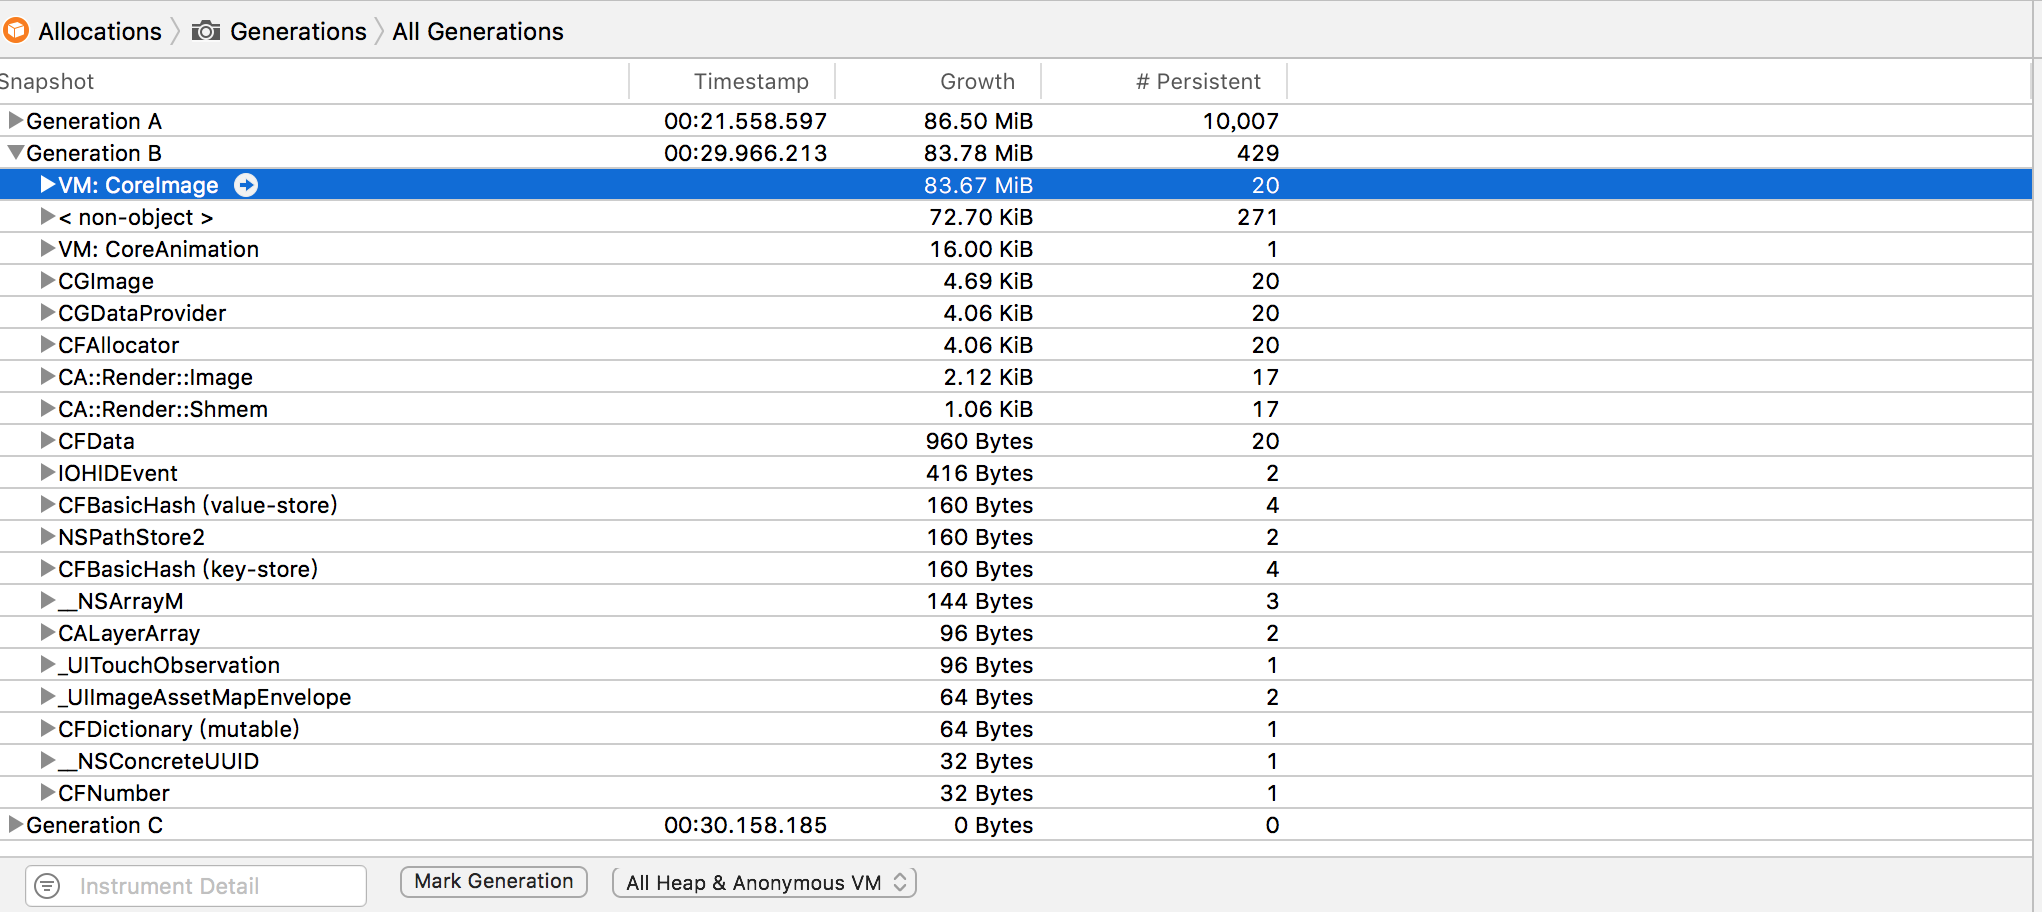 Allocations Generations All Generations
Snapshot Timestamp Growth # Persistent
Generation A 00:21.558.597 86.50 MiB 10,007
Generation B 00:29.966.213 83.78 MiB 429
VM: CoreImage 83.67 MiB 20
< non-object > 72.70 KiB 271
VM: CoreAnimation 16.00 KiB 1
CGImage 4.69 KiB 20
CGDataProvider 4.06 KiB 20
CFAllocator 4.06 KiB 20
CA::Render::Image 2.12 KiB 17
CA::Render::Shmem 1.06 KiB 17
CFData 960 Bytes 20
IOHIDEvent 416 Bytes 2
CFBasicHash (value-store) 160 Bytes 4
NSPathStore2 160 Bytes 2
CFBasicHash (key-store) 160 Bytes 4
__NSArrayM 144 Bytes 3
CALayerArray 96 Bytes 2
_UITouchObservation 96 Bytes 1
_UIImageAssetMapEnvelope 64 Bytes 2
CFDictionary (mutable) 64 Bytes 1
__NSConcreteUUID 32 Bytes 1
CFNumber 32 Bytes 1
Generation C 00:30.158.185 0 Bytes 0
Instrument Detail Mark Generation All Heap & Anonymous VM